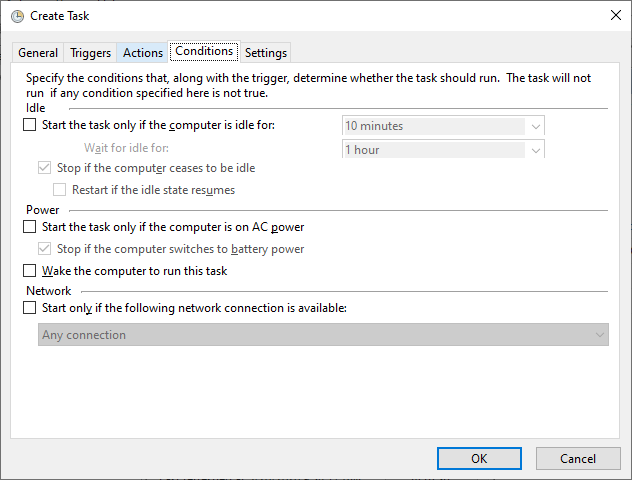 Create Task
General Triggers Actions Conditions Settings
Specify the conditions that, along with the trigger, determine whether the task should run. The task will not
run if any condition specified here is not true.
Idle
Start the task only if the computer is idle for: 10 minutes
Wait for idle for: 1 hour
Stop if the computer ceases to be idle
Restart if the idle state resumes
Power
Start the task only if the computer is on AC power
Stop if the computer switches to battery power
Wake the computer to run this task
Network
Start only if the following network connection is available:
Any connection
OK Cancel